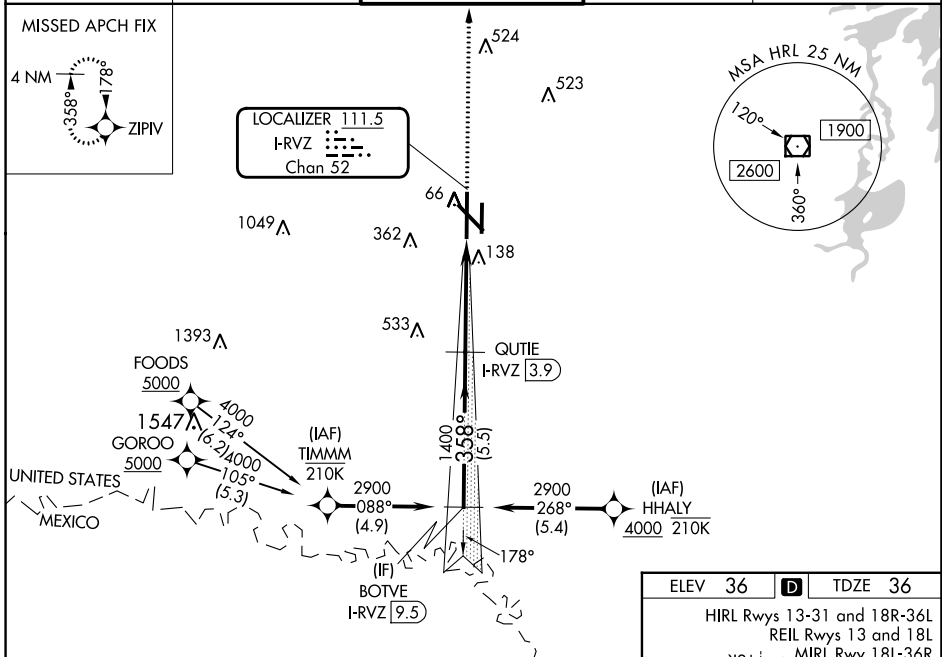 MISSED APCH FIX
4 NM
358°
178°
ZIPIV
524
523
MSA HRL 25 NM
120°
1900
2600
360°
LOCALIZER 111.5
I-RVZ
Chan 52
66
1049
362
138
533
1393
QUTIE
I-RVZ 3.9
FOODS
5000
4000
124°
(6.2)
1547
GOROO
5000
4000
105°
(5.3)
(IAF)
TIMMM
210K
1400
358°
(5.5)
UNITED STATES
MEXICO
2900
088°
(4.9)
2900
268°
(5.4)
(IAF)
HHALY
4000 210K
178°
(IF)
BOTVE
I-RVZ 9.5
ELEV 36 D TDZE 36
HIRL Rwys 13-31 and 18R-36L
REIL Rwys 13 and 18L
MIRL Rwy 18L-36R